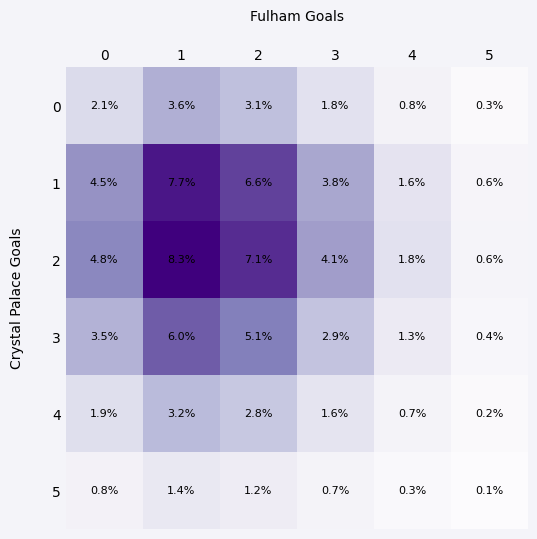 Fulham Goals
0 1 2 3 4 5
0 2.1% 3.6% 3.1% 1.8% 0.8% 0.3%
1 4.5% 7.7% 6.6% 3.8% 1.6% 0.6%
2 4.8% 8.3% 7.1% 4.1% 1.8% 0.6%
3 3.5% 6.0% 5.1% 2.9% 1.3% 0.4%
4 1.9% 3.2% 2.8% 1.6% 0.7% 0.2%
5 0.8% 1.4% 1.2% 0.7% 0.3% 0.1%
Crystal Palace Goals